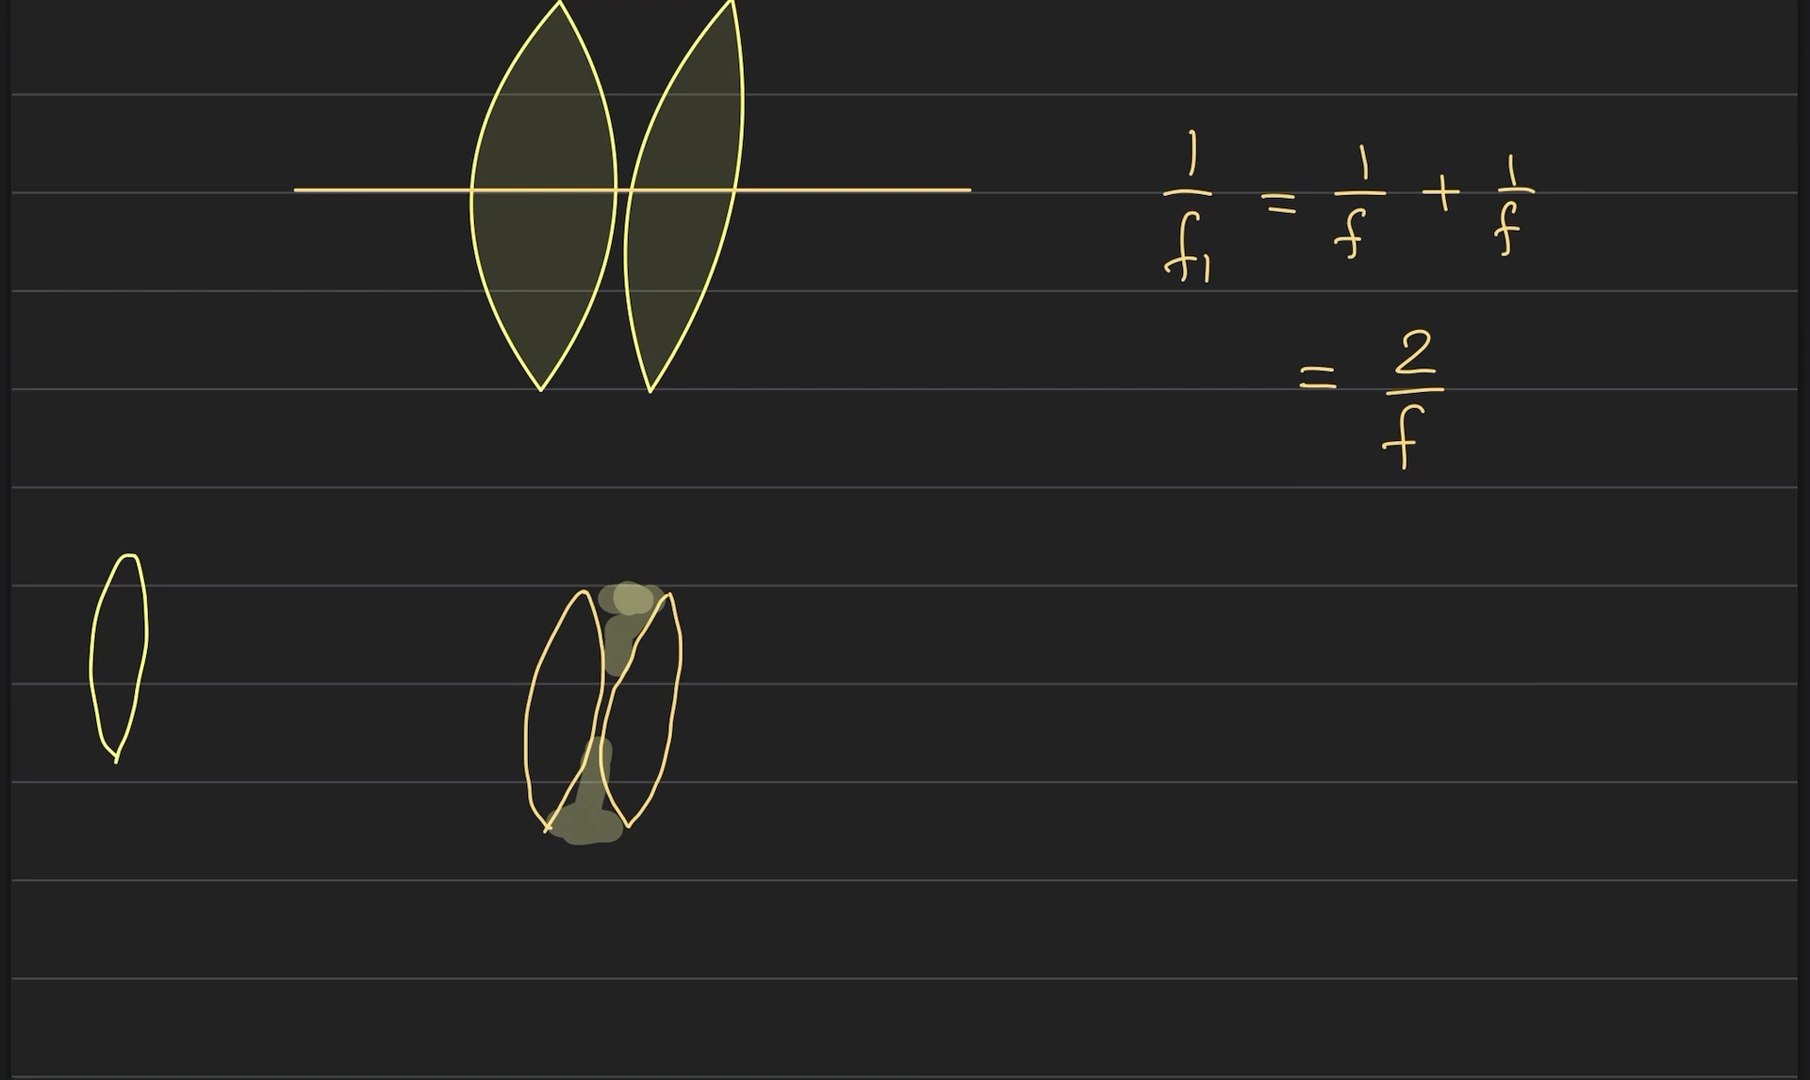 1/f₁ = 1/f + 1/f
= 2/f